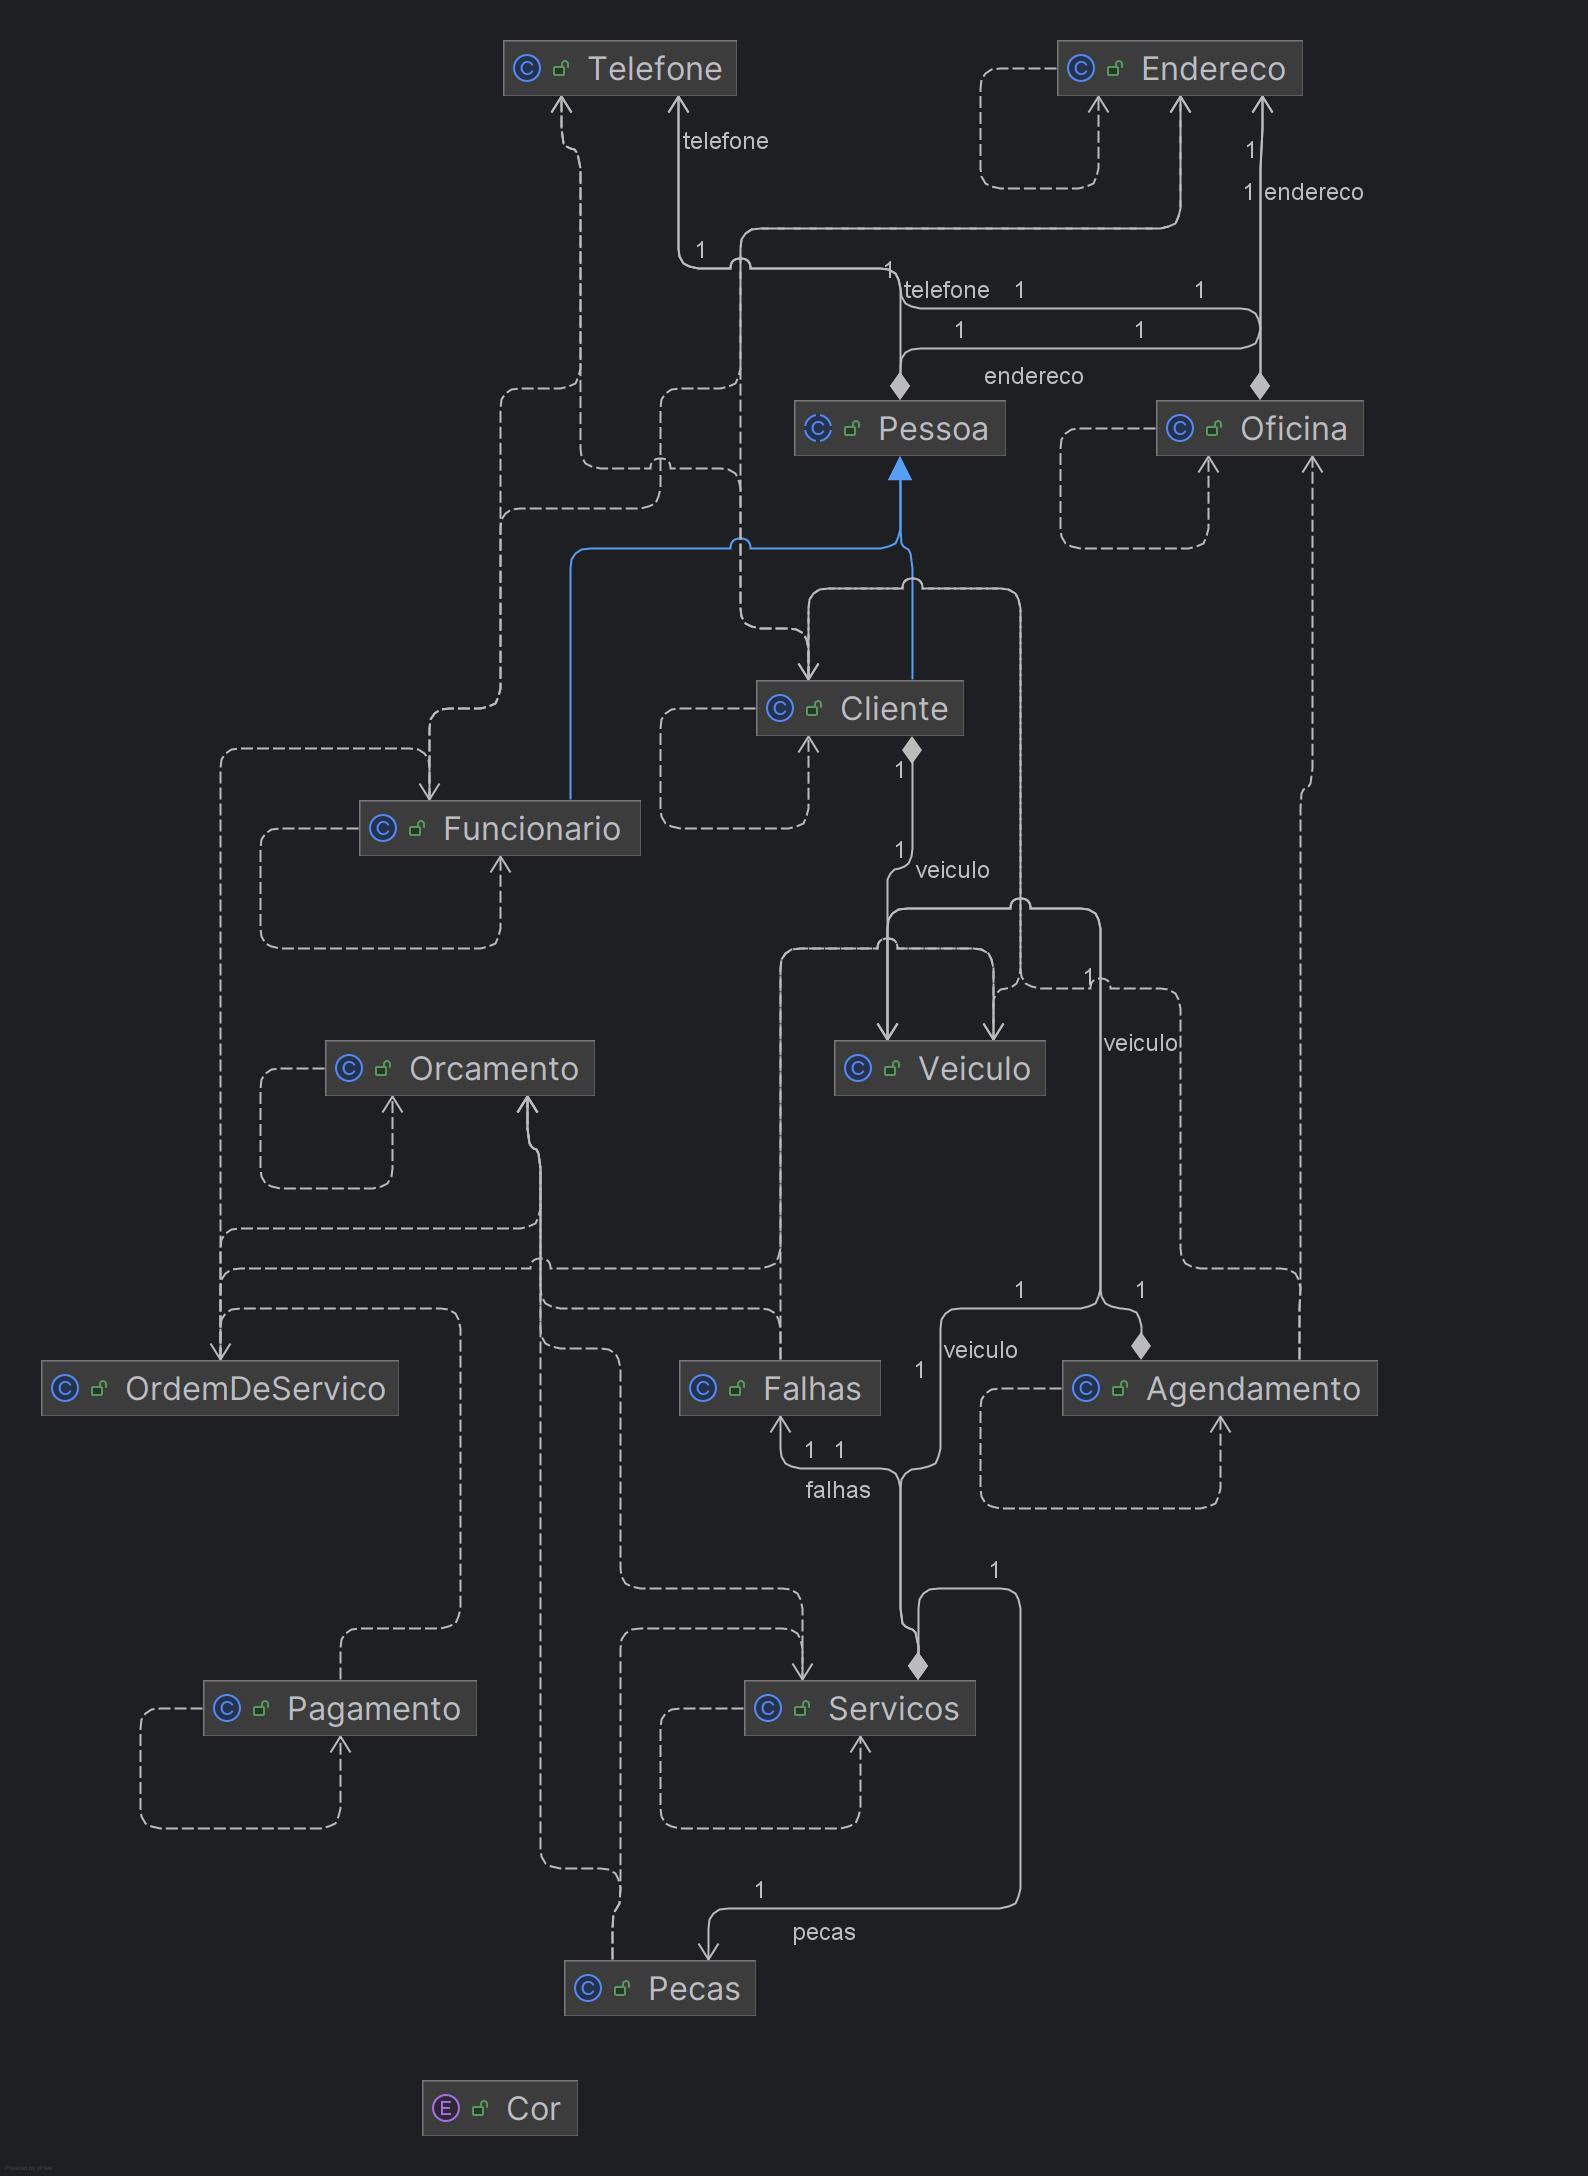 C Telefone
C Endereco
telefone
1
1 endereco
1
1
telefone 1 1
1 1
endereco
C Pessoa
C Oficina
C Cliente
1
C Funcionario
1
veiculo
1
veiculo
C Orcamento
C Veiculo
1 1
veiculo
1
C OrdemDeServico
C Falhas
C Agendamento
1 1
falhas
1
C Pagamento
C Servicos
1
pecas
C Pecas
E Cor